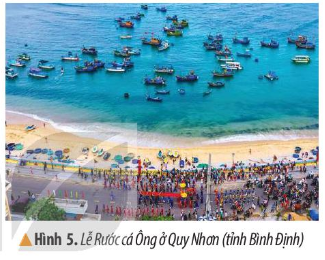 ▲ Hình 5. Lễ Rước cá Ông ở Quy Nhơn (tỉnh Bình Định)